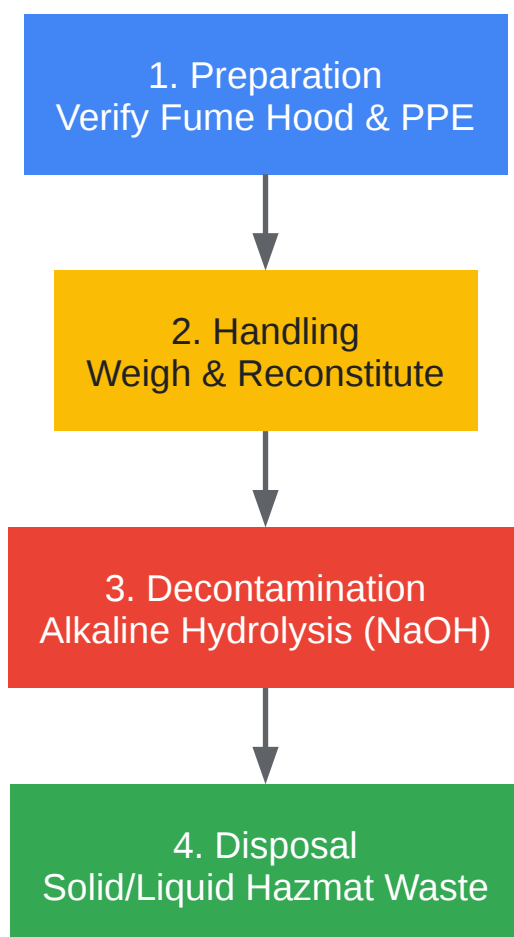 1. Preparation
Verify Fume Hood & PPE
2. Handling
Weigh & Reconstitute
3. Decontamination
Alkaline Hydrolysis (NaOH)
4. Disposal
Solid/Liquid Hazmat Waste